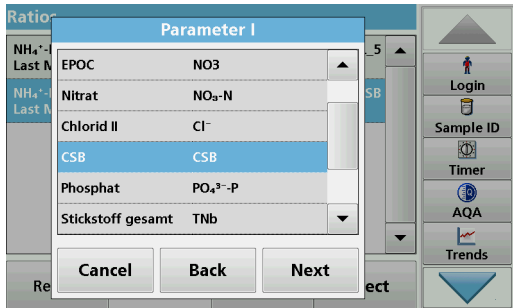 Ratios
Parameter I
NH₄⁺-
Last
_5
NH₄⁺-
Last
SB
EPOC NO3
Nitrat NO₃-N
Chlorid II Cl⁻
CSB CSB
Phosphat PO₄³⁻-P
Stickstoff gesamt TNb
Cancel Back Next
Re
ect
Login
Sample ID
Timer
AQA
Trends